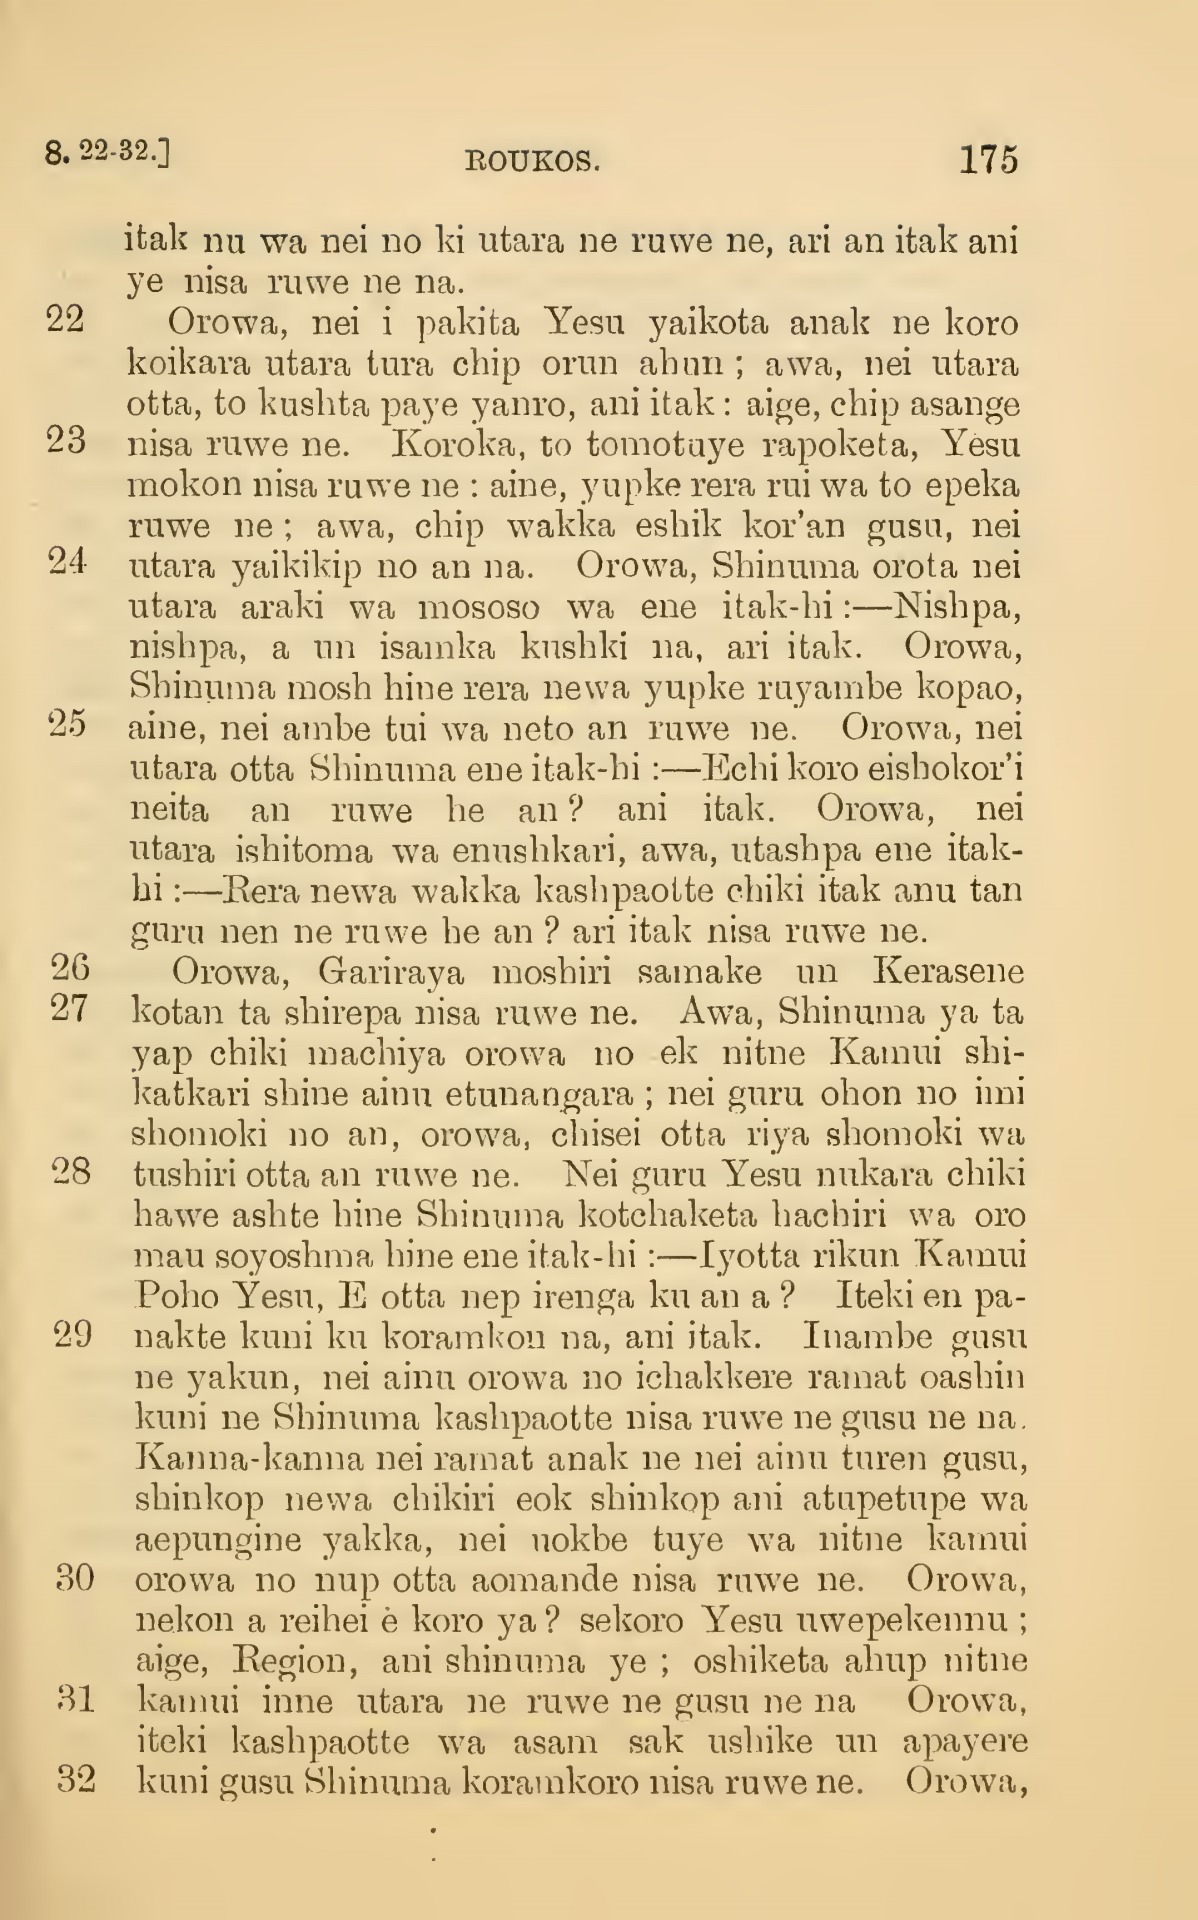 8. 22-32.] ROUKOS. 175
itak nu wa nei no ki utara ne ruwe ne, ari an itak ani
ye nisa ruwe ne na.
22 Orowa, nei i pakita Yesu yaikota anak ne koro
koikara utara tura chip orun ahun ; awa, nei utara
otta, to kushta paye yanro, ani itak : aige, chip asange
23 nisa ruwe ne. Koroka, to tomotuye rapoketa, Yesu
mokon nisa ruwe ne : aine, yupke rera rui wa to epeka
ruwe ne ; awa, chip wakka eshik kor'an gusu, nei
24 utara yaikikip no an na. Orowa, Shinuma orota nei
utara araki wa mososo wa ene itak-hi :—Nishpa,
nishpa, a un isamka kushki na, ari itak. Orowa,
Shinuma mosh hine rera newa yupke ruyambe kopao,
25 aine, nei ambe tui wa neto an ruwe ne. Orowa, nei
utara otta Shinuma ene itak-hi :—Echi koro eishokor'i
neita an ruwe he an ? ani itak. Orowa, nei
utara ishitoma wa enushkari, awa, utashpa ene itak-
hi :—Rera newa wakka kashpaotte chiki itak anu tan
guru nen ne ruwe he an ? ari itak nisa ruwe ne.
26 Orowa, Gariraya moshiri samake un Kerasene
27 kotan ta shirepa nisa ruwe ne. Awa, Shinuma ya ta
yap chiki machiya orowa no ek nitne Kamui shi-
katkari shine ainu etunangara ; nei guru ohon no imi
shomoki no an, orowa, chisei otta riya shomoki wa
28 tushiri otta an ruwe ne. Nei guru Yesu nukara chiki
hawe ashte hine Shinuma kotchaketa hachiri wa oro
mau soyoshma hine ene itak-hi :—Iyotta rikun Kamui
Poho Yesu, E otta nep irenga ku an a ? Iteki en pa-
29 nakte kuni ku koramkon na, ani itak. Inambe gusu
ne yakun, nei ainu orowa no ichakkere ramat oashin
kuni ne Shinuma kashpaotte nisa ruwe ne gusu ne na.
Kanna-kanna nei ramat anak ne nei ainu turen gusu,
shinkop newa chikiri eok shinkop ani atupetupe wa
aepungine yakka, nei uokbe tuye wa nitne kamui
30 orowa no nup otta aomande nisa ruwe ne. Orowa,
nekon a reihei è koro ya ? sekoro Yesu uwepekennu ;
aige, Region, ani shinuma ye ; oshiketa ahup nitne
31 kamui inne utara ne ruwe ne gusu ne na Orowa,
iteki kashpaotte wa asam sak ushike un apayere
32 kuni gusu Shinuma koramkoro nisa ruwe ne. Orowa,